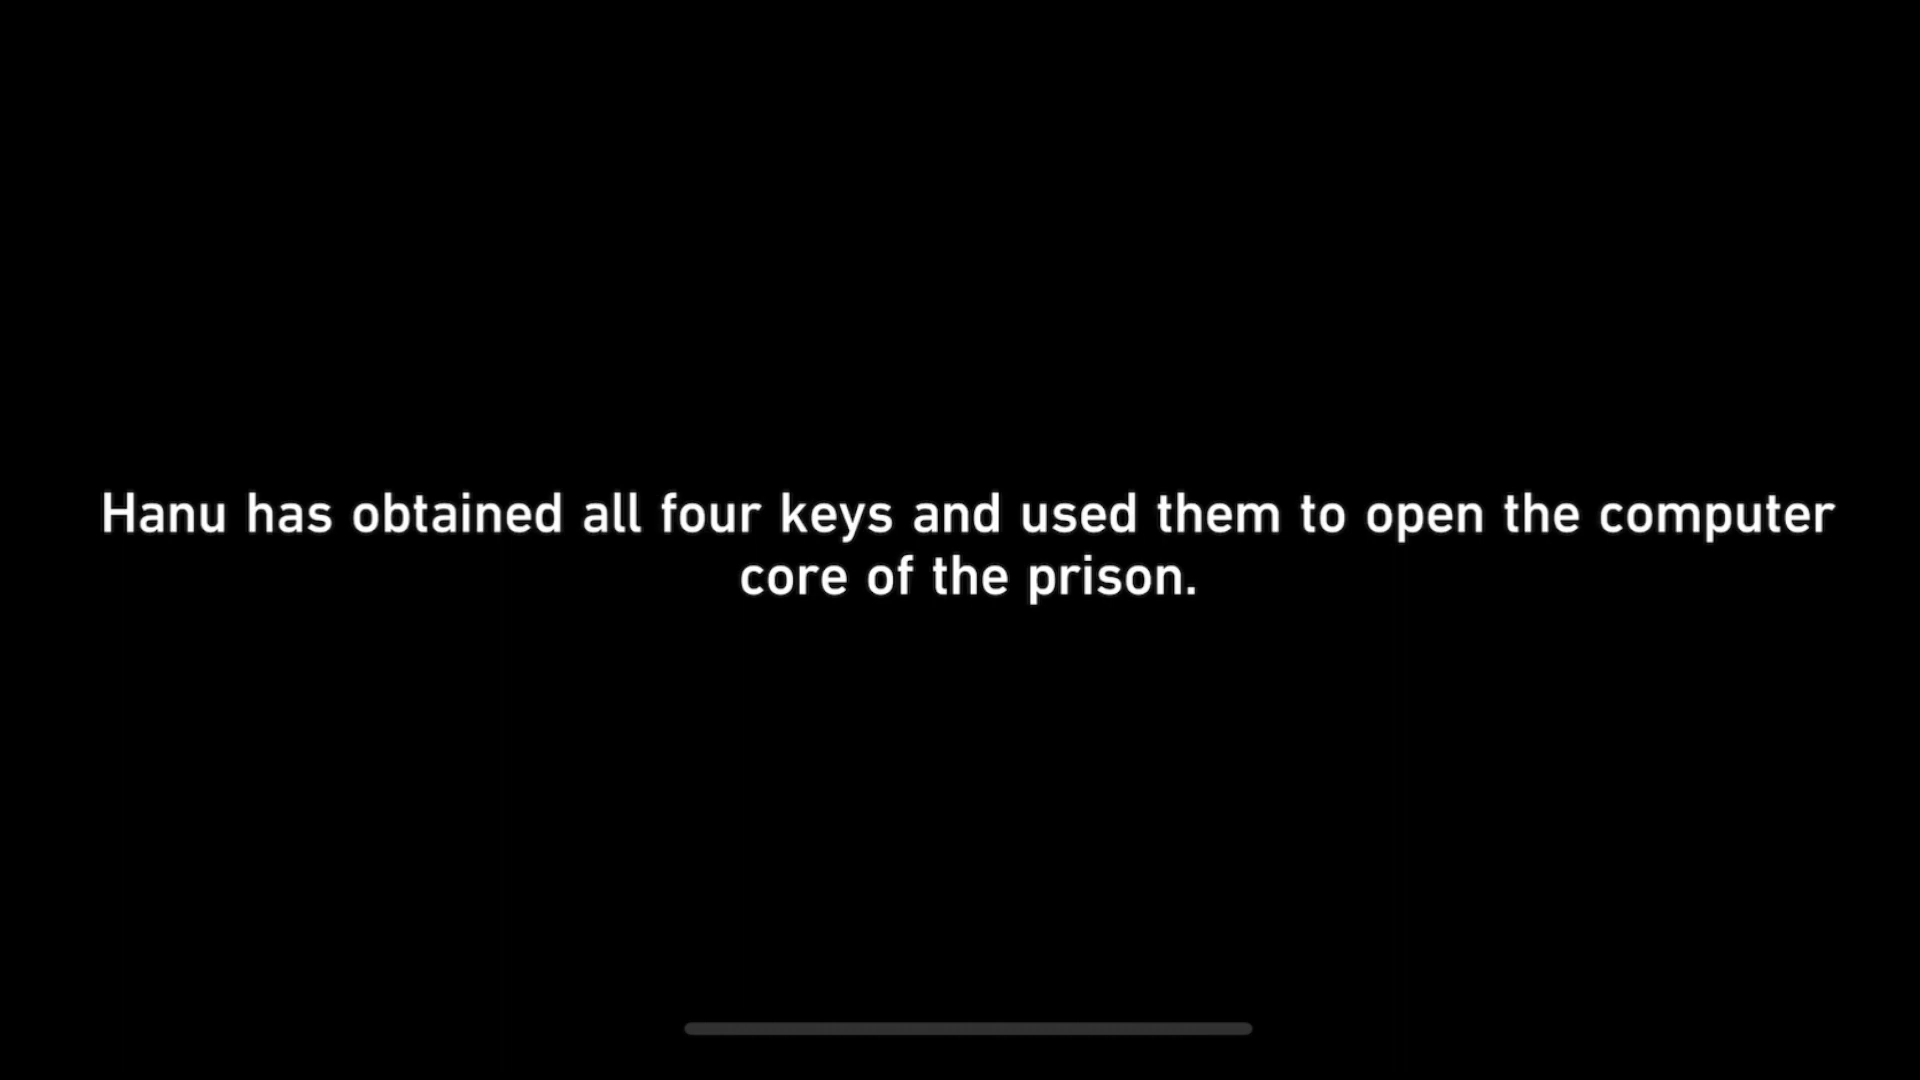 Hanu has obtained all four keys and used them to open the computer
core of the prison.